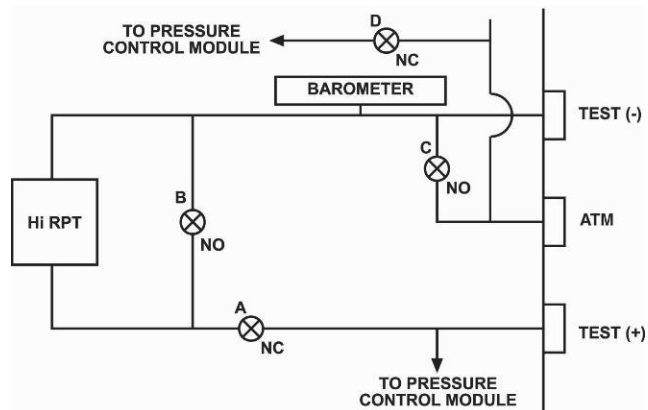 D
TO PRESSURE
CONTROL MODULE
NC
BAROMETER
TEST (-)
C
NO
B
Hi RPT
NO
ATM
A
NC
TEST (+)
TO PRESSURE
CONTROL MODULE